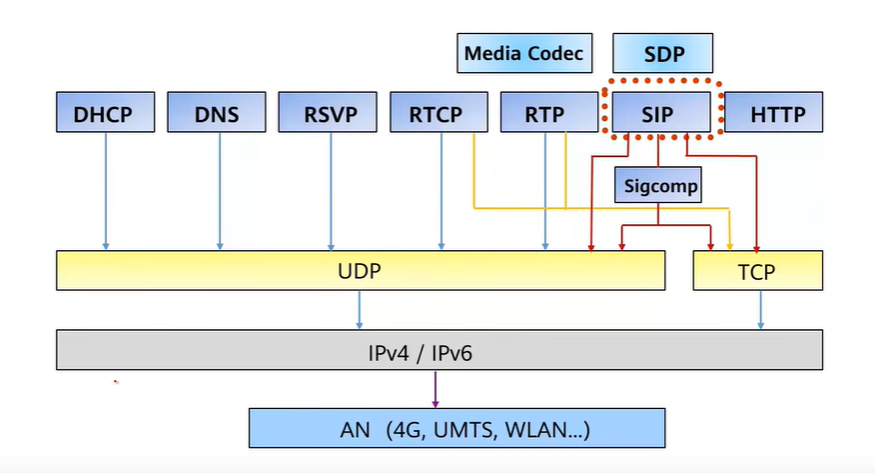 Media Codec
SDP
DHCP
DNS
RSVP
RTCP
RTP
SIP
HTTP
Sigcomp
UDP
TCP
IPv4 / IPv6
AN (4G, UMTS, WLAN...)